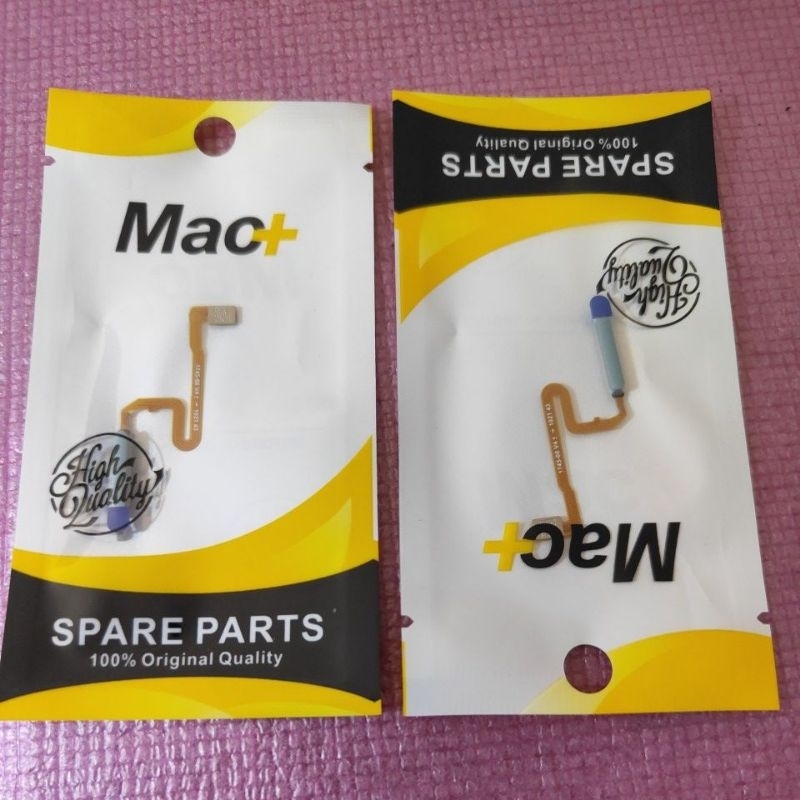 Mac+
High
Quality
SPARE PARTS
100% Original Quality
SPARE PARTS
100% Original Quality
High
Quality
Mac+